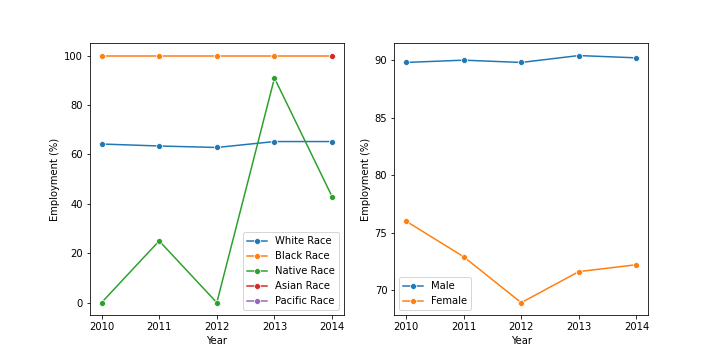 100
80
60
40
20
0
Employment (%)
2010 2011 2012 2013 2014
Year
White Race
Black Race
Native Race
Asian Race
Pacific Race
90
85
80
75
70
Employment (%)
2010 2011 2012 2013 2014
Year
Male
Female